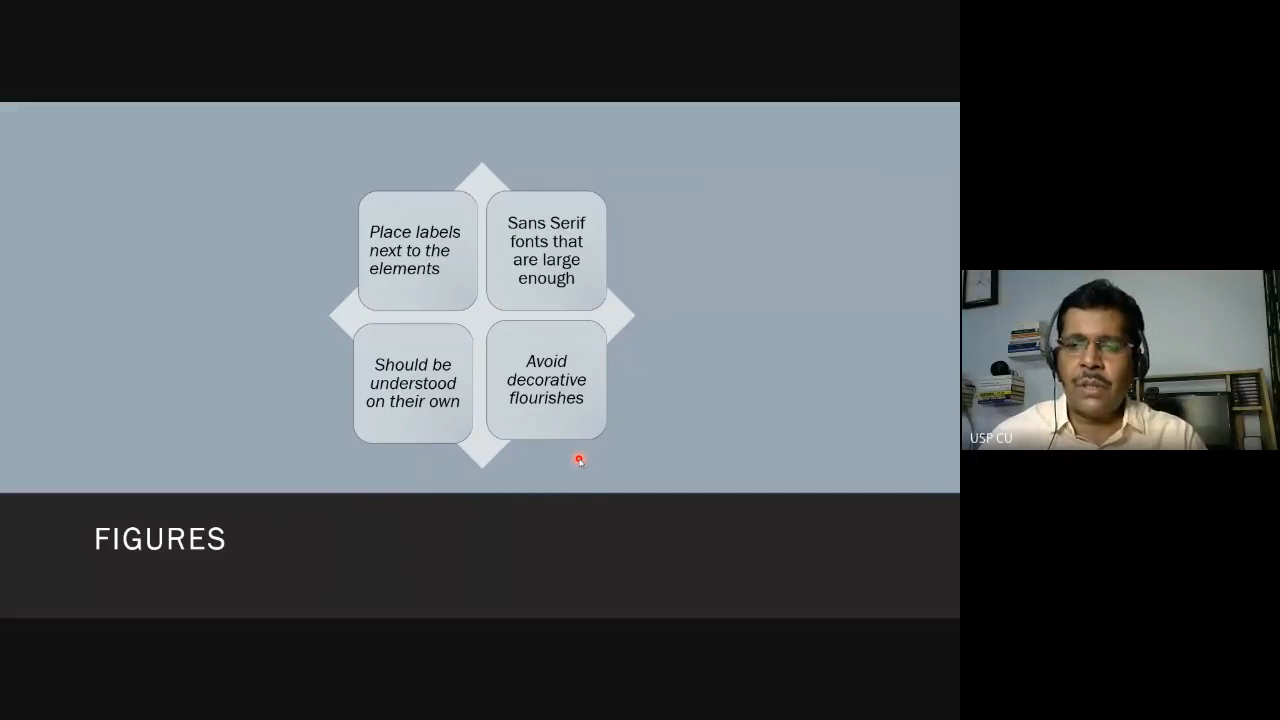 Place labels
next to the
elements
Sans Serif
fonts that
are large
enough
Should be
understood
on their own
Avoid
decorative
flourishes
FIGURES
USP CU